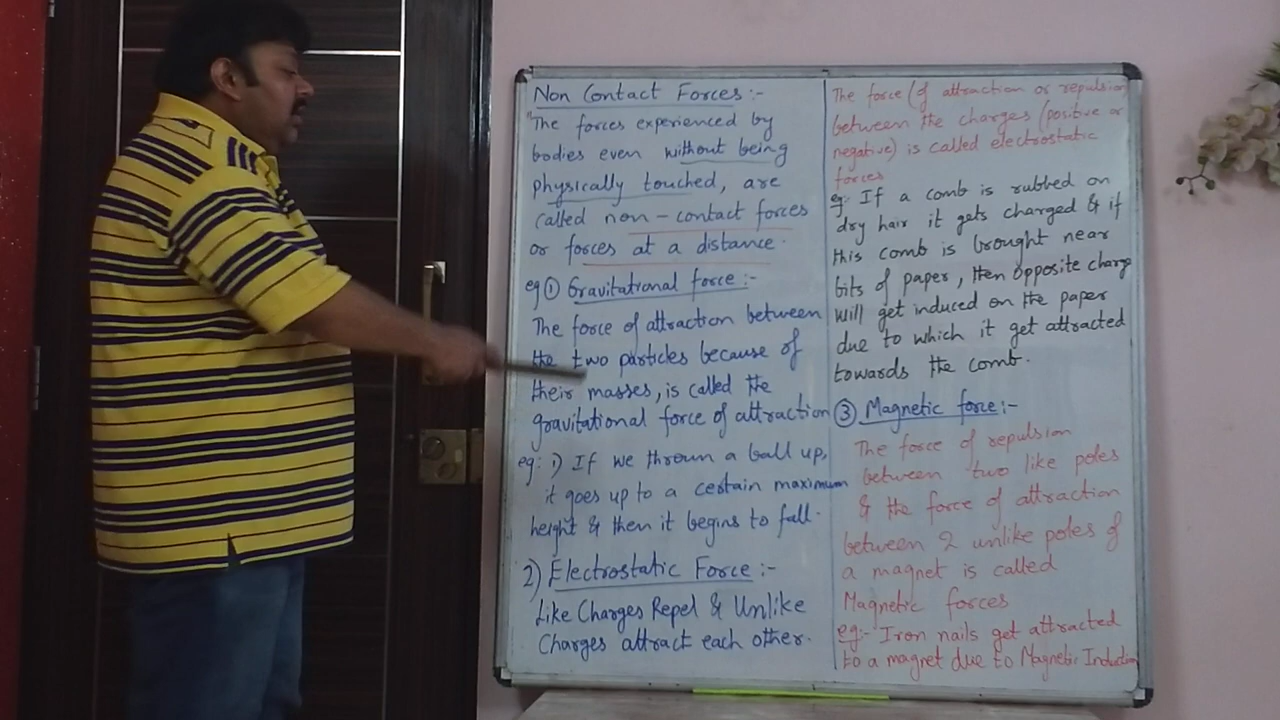 Non Contact Forces :-
"The forces experienced by
bodies even without being
physically touched, are
called non-contact forces
or forces at a distance.
eg ① Gravitational force :-
The force of attraction between
the two particles because of
their masses, is called the
gravitational force of attraction
eg: 1) If we thrown a ball up,
it goes up to a certain maximum
height & then it begins to fall.
2) Electrostatic Force :-
Like Charges Repel & Unlike
Charges attract each other.
The force (of attraction or repulsion
between the charges (positive or
negative) is called electrostatic
forces
eg: If a comb is rubbed on
dry hair it gets charged & if
this comb is brought near
bits of paper, then opposite charge
will get induced on the paper
due to which it get attracted
towards the comb.
③ Magnetic force :-
The force of repulsion
between two like poles
& the force of attraction
between 2 unlike poles of
a magnet is called
Magnetic forces
eg:- Iron nails get attracted
to a magnet due to Magnetic Induction